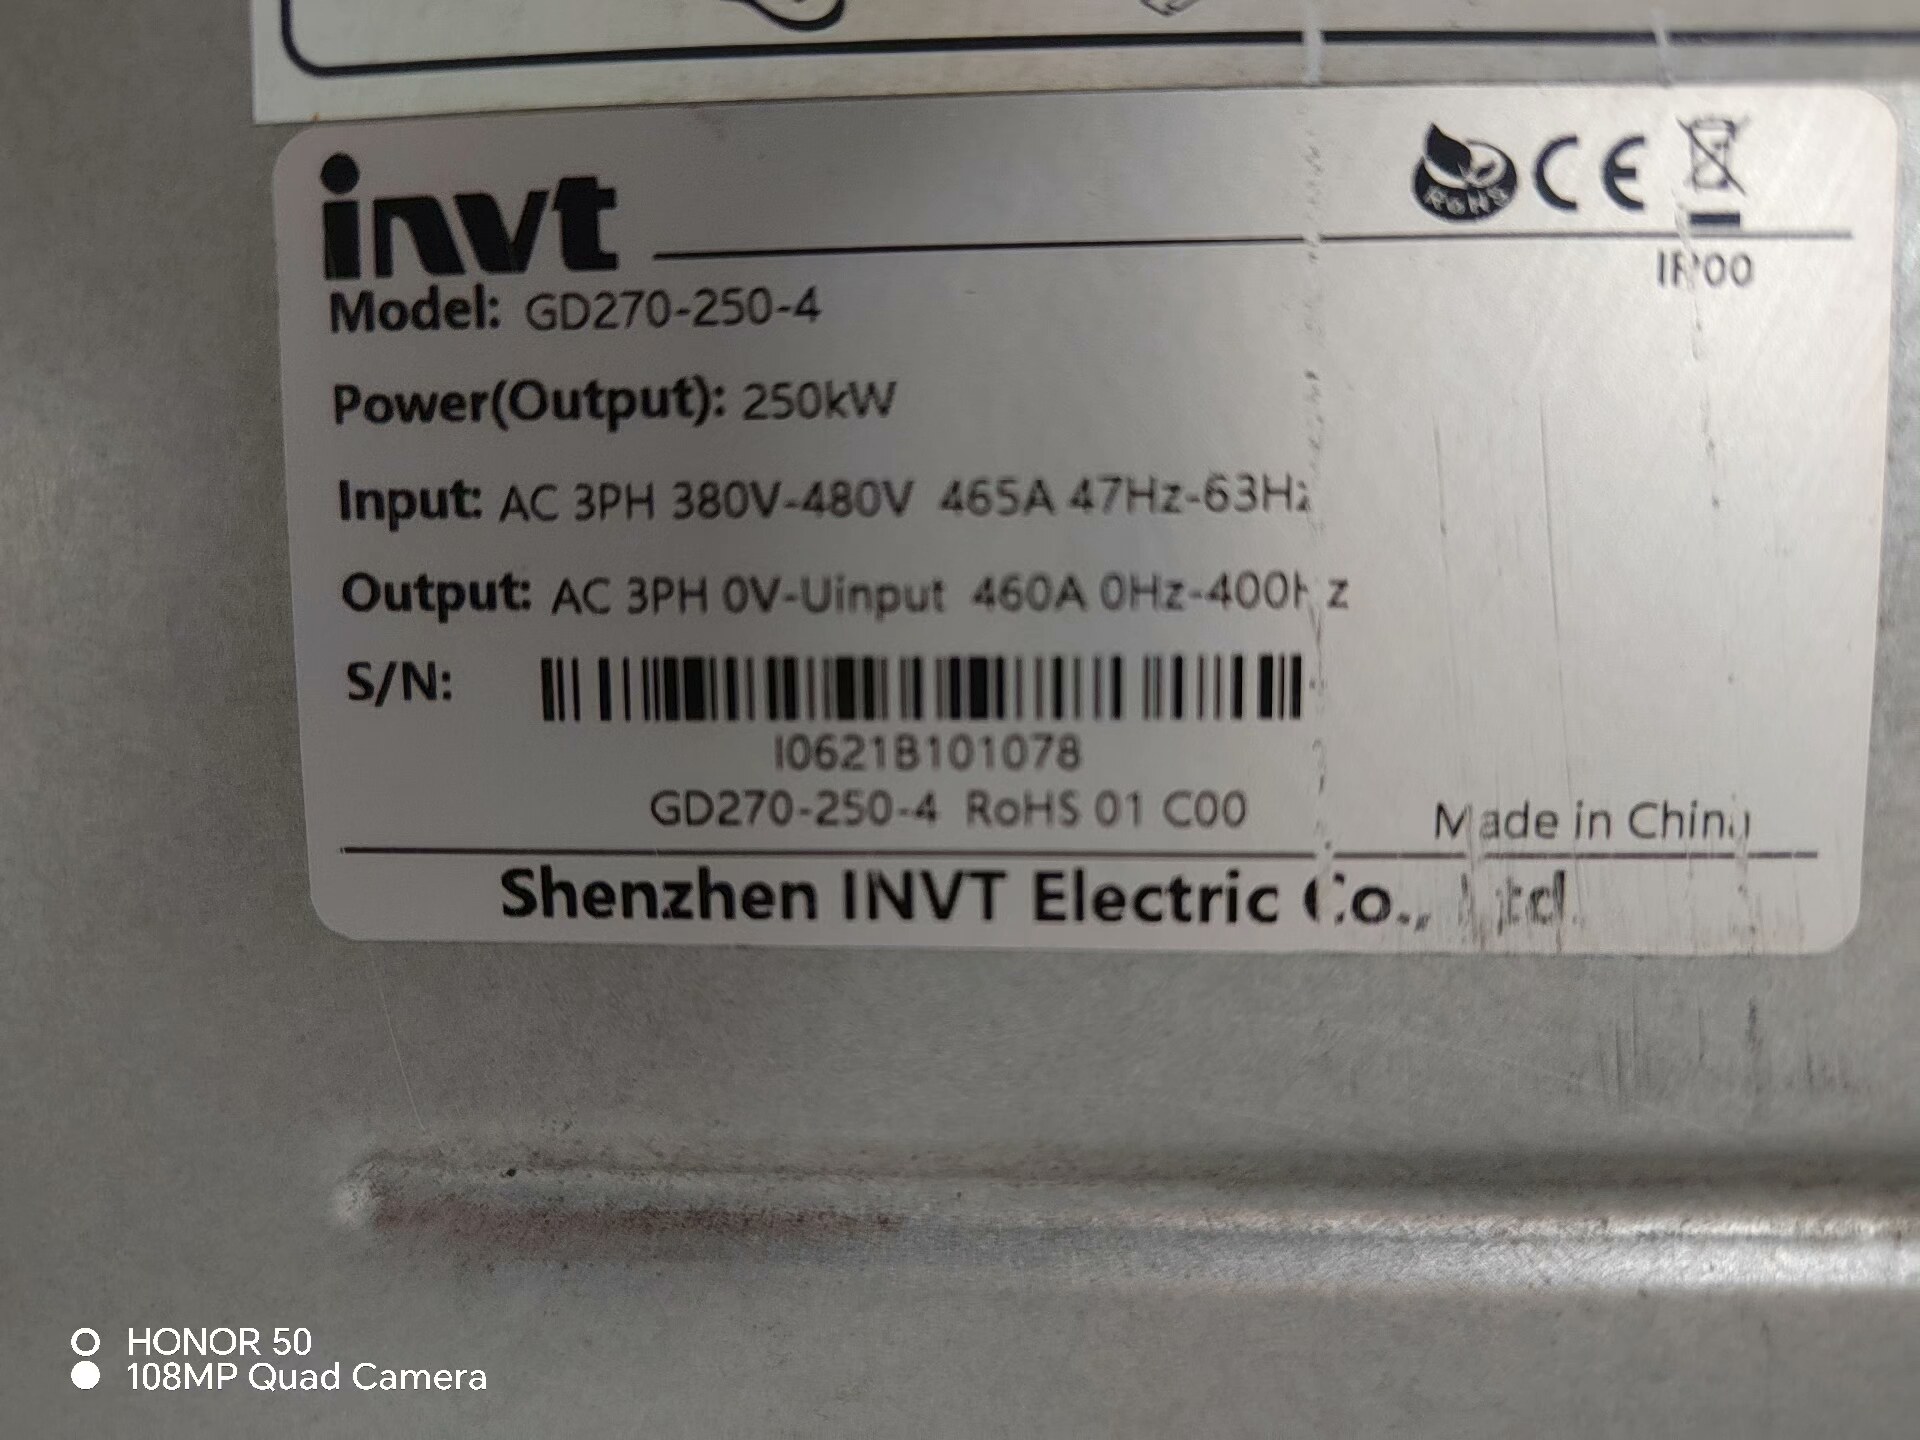 invt
RoHS CE
IP00
Model: GD270-250-4
Power(Output): 250kW
Input: AC 3PH 380V-480V 465A 47Hz-63Hz
Output: AC 3PH 0V-Uinput 460A 0Hz-400Hz
S/N:
I0621B101078
GD270-250-4 RoHS 01 C00
Made in China
Shenzhen INVT Electric Co., Ltd.
HONOR 50
108MP Quad Camera